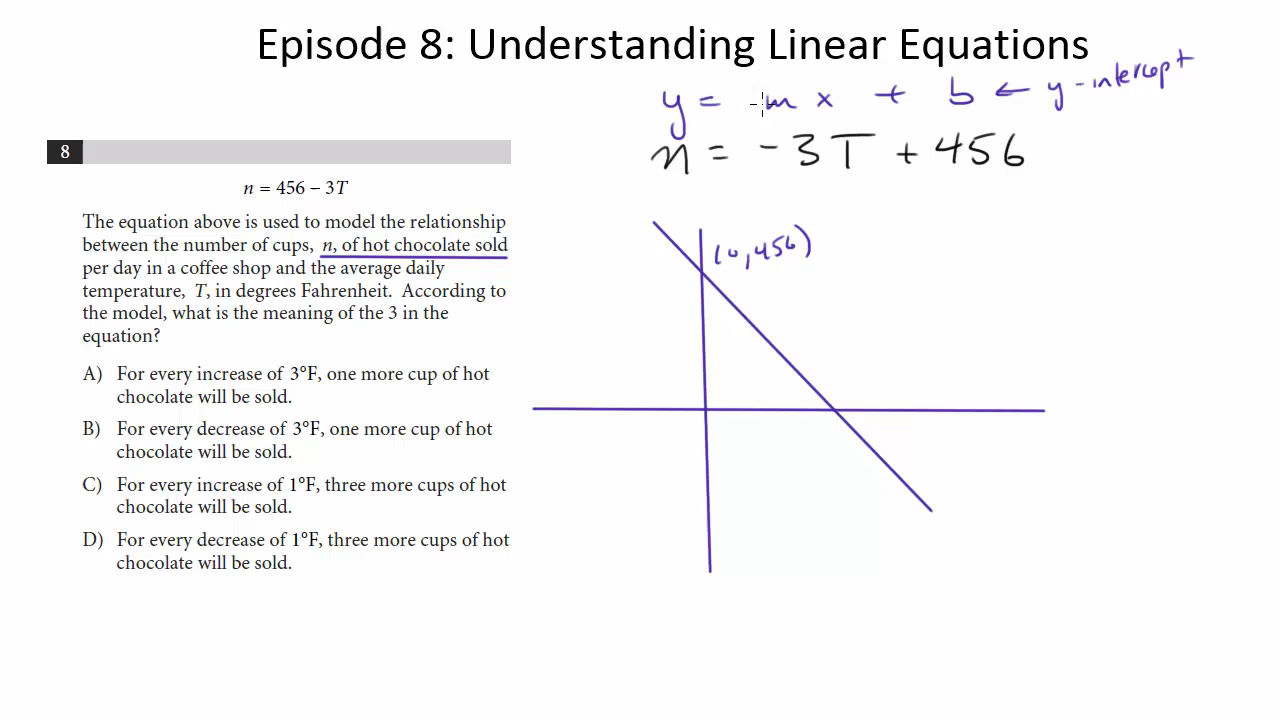 Episode 8: Understanding Linear Equations
y = mx + b ← y-intercept
n = -3T + 456
(0,456)
8
n = 456 – 3T
The equation above is used to model the relationship
between the number of cups, n, of hot chocolate sold
per day in a coffee shop and the average daily
temperature, T, in degrees Fahrenheit. According to
the model, what is the meaning of the 3 in the
equation?
A) For every increase of 3°F, one more cup of hot
chocolate will be sold.
B) For every decrease of 3°F, one more cup of hot
chocolate will be sold.
C) For every increase of 1°F, three more cups of hot
chocolate will be sold.
D) For every decrease of 1°F, three more cups of hot
chocolate will be sold.